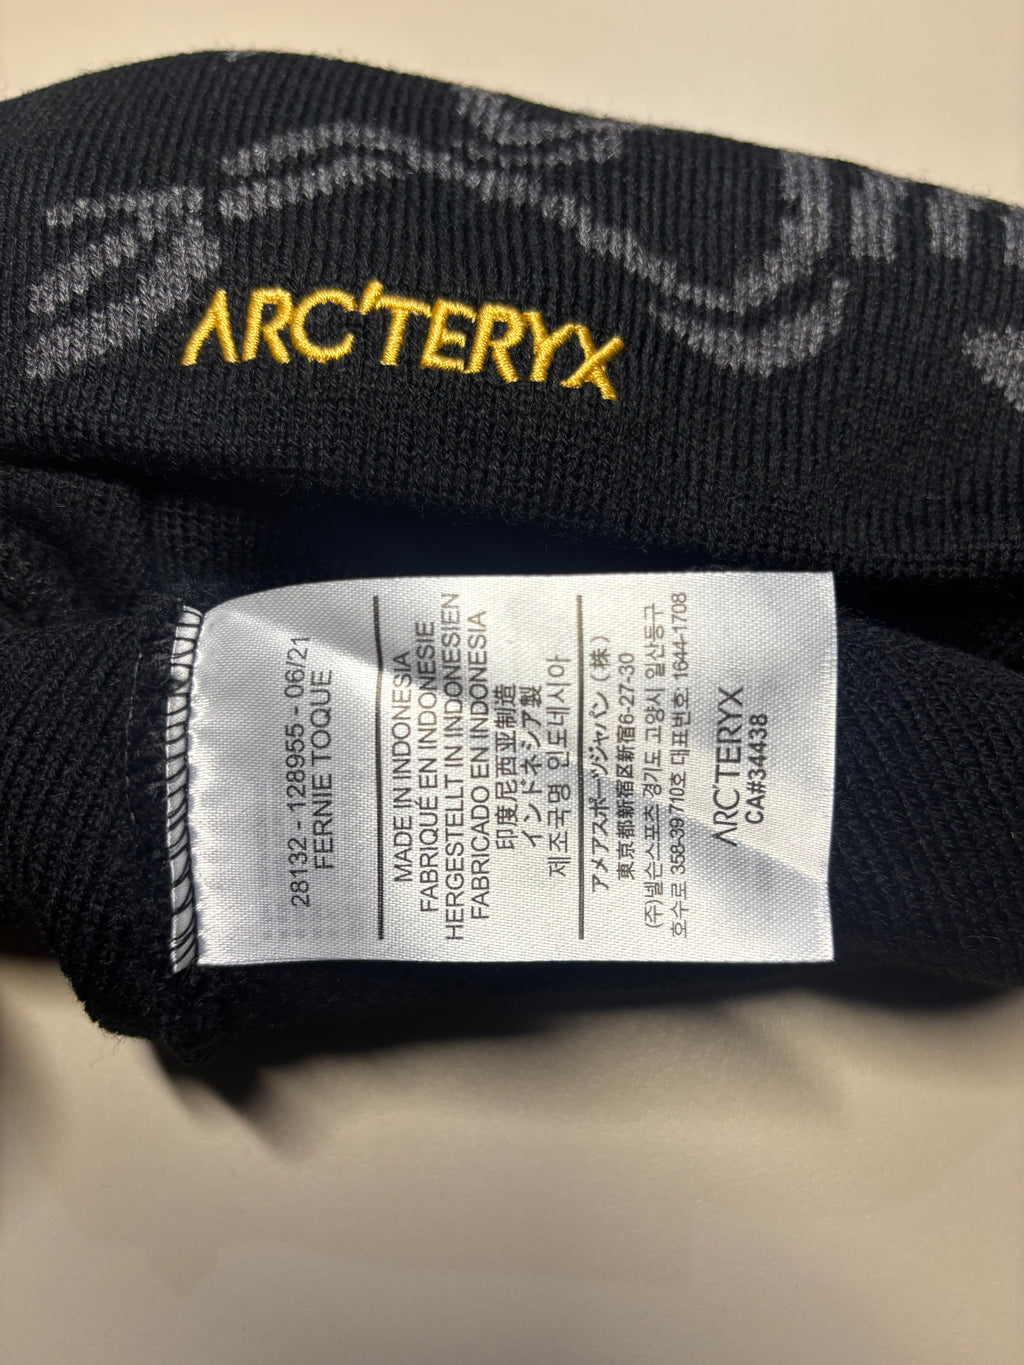 ARC'TERYX
28132 - 128955 - 06/21
FERNIE TOQUE
MADE IN INDONESIA
FABRIQUÉ EN INDONESIE
HERGESTELLT IN INDONESIEN
FABRICADO EN INDONESIA
印度尼西亚制造
インドネシア製
제조국명 인도네시아
アメアスポーツジャパン (株)
東京都新宿区新宿6-27-30
(주)넬슨스포츠 경기도 고양시 일산동구
호수로 358-39710호 대표번호 1644-1708
ARC'TERYX
CA#34438